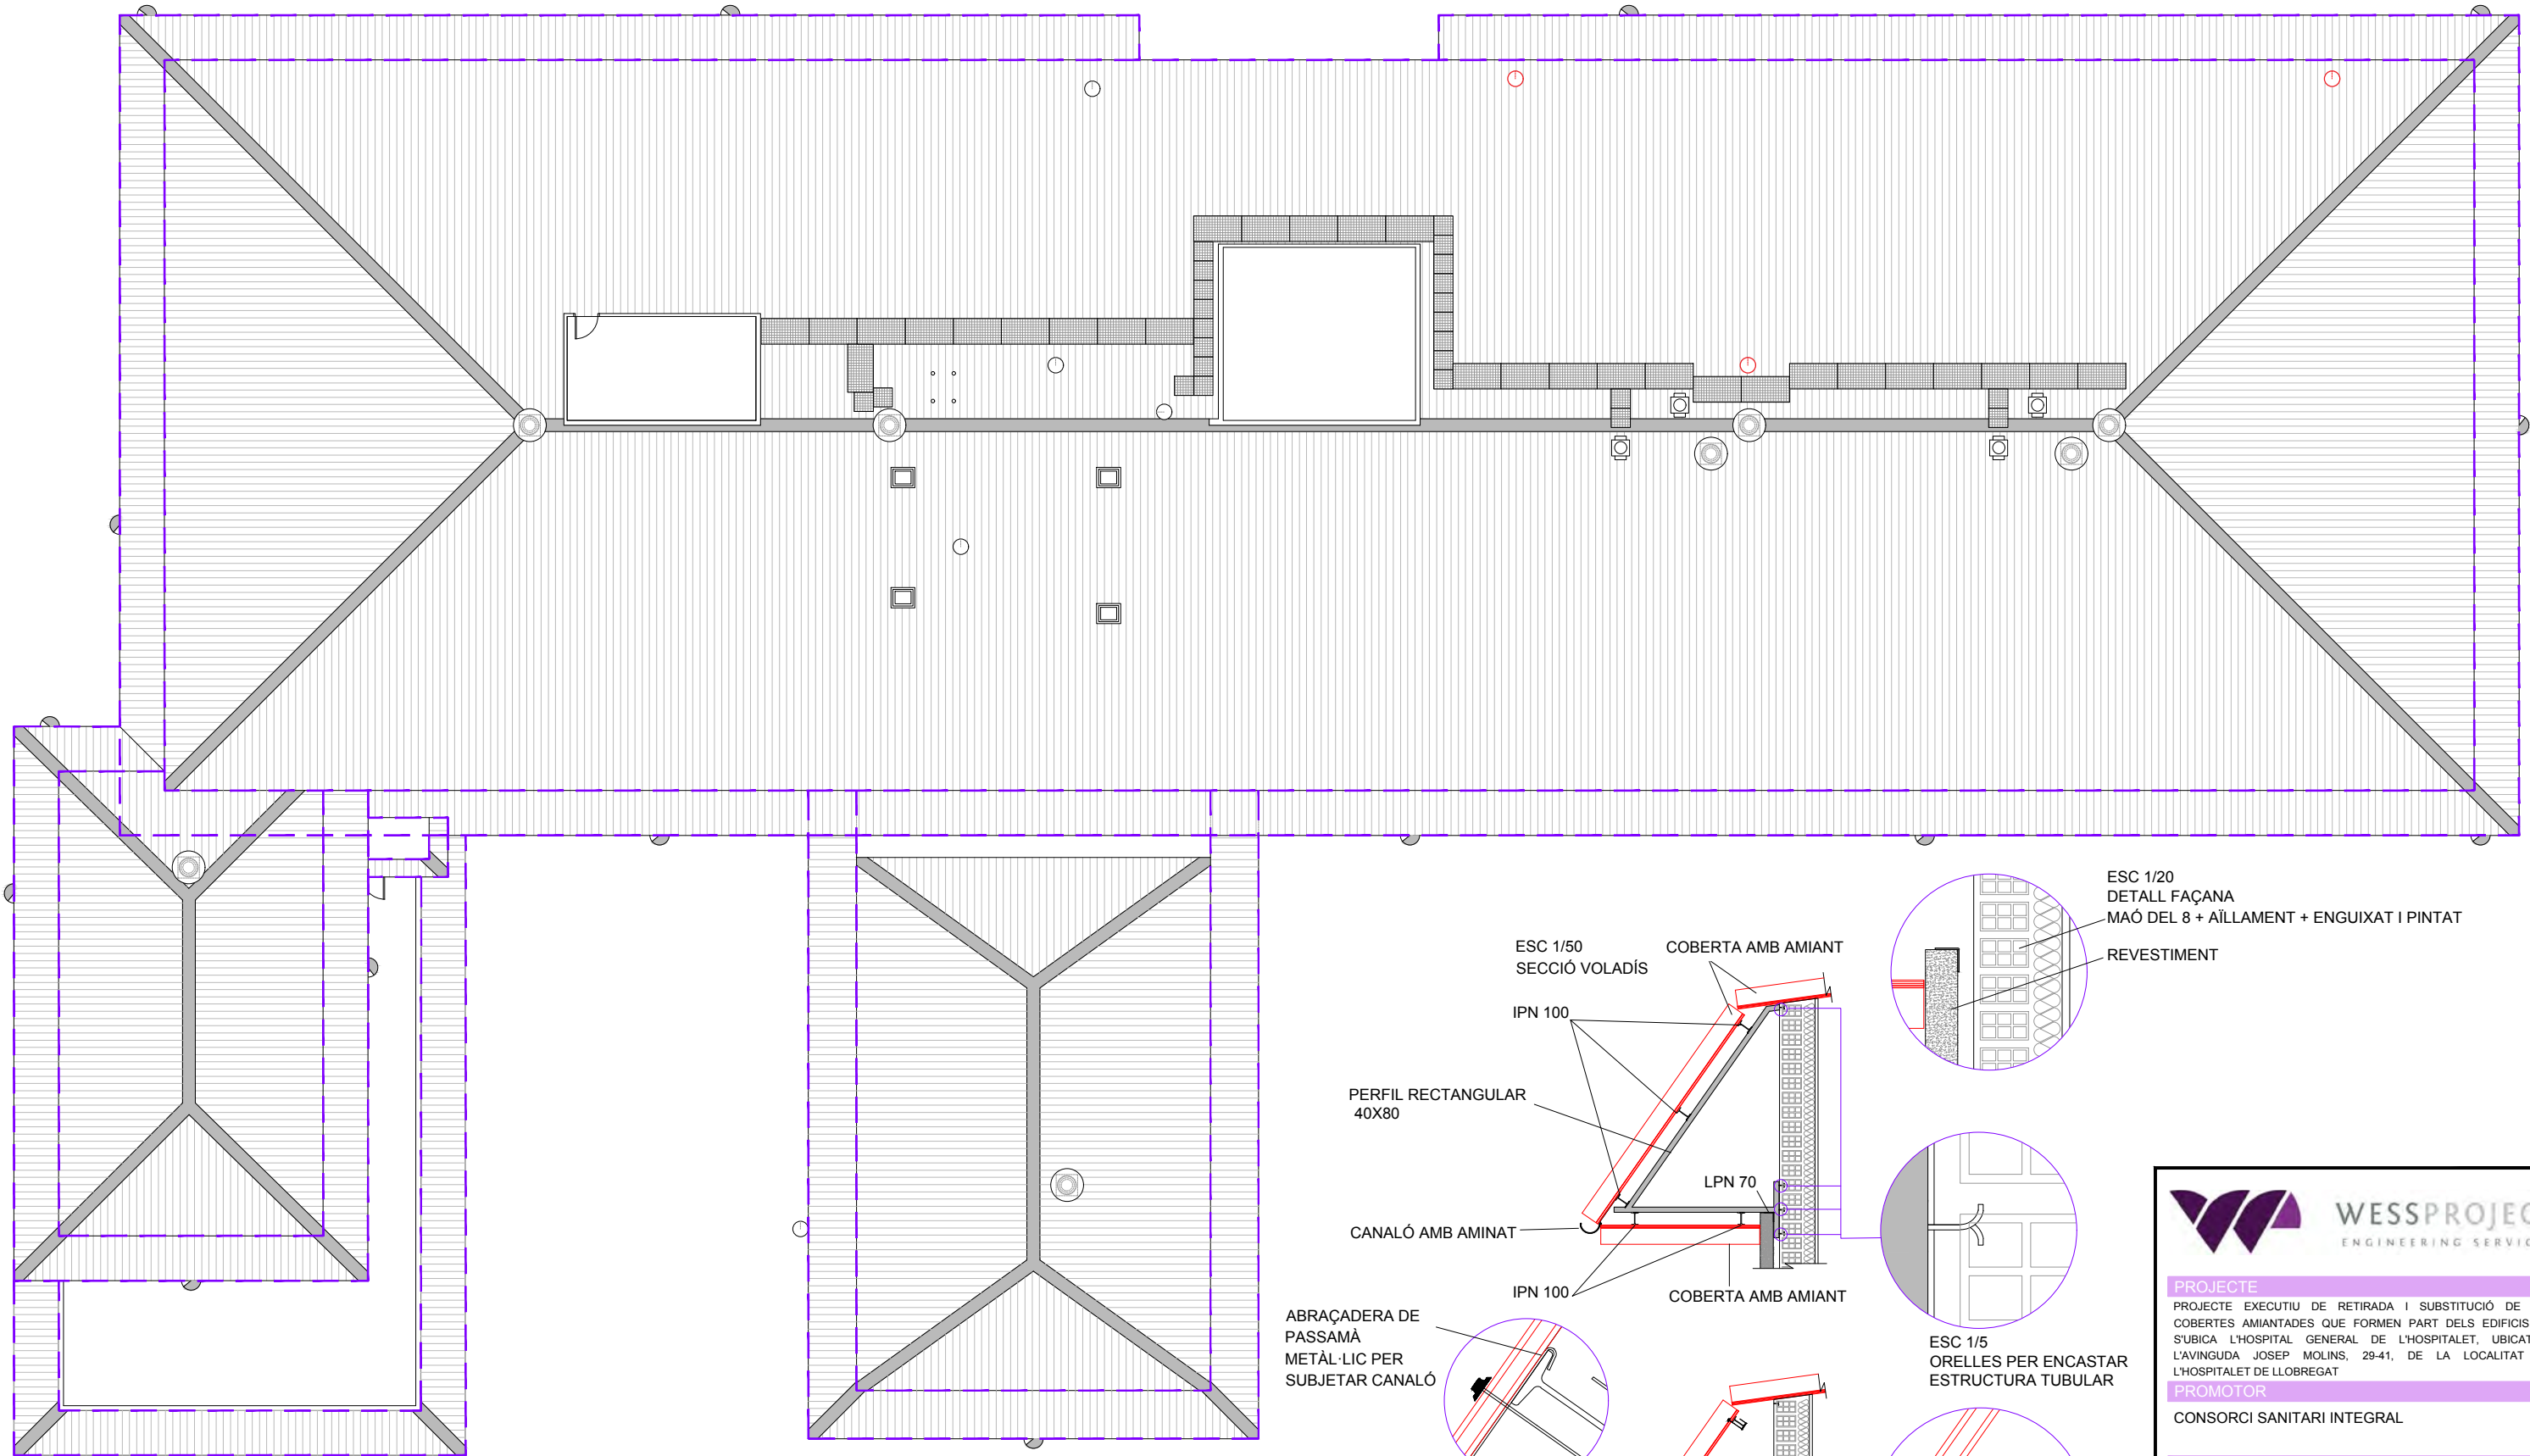 ESC 1/20
DETALL FAÇANA
MAÓ DEL 8 + AÏLLAMENT + ENGUIXAT I PINTAT
REVESTIMENT
ESC 1/50
SECCIÓ VOLADÍS
COBERTA AMB AMIANT
IPN 100
PERFIL RECTANGULAR
40X80
LPN 70
CANALÓ AMB AMINAT
IPN 100
COBERTA AMB AMIANT
ABRAÇADERA DE
PASSAMÀ
METÀL·LIC PER
SUBJETAR CANALÓ
ESC 1/5
ORELLES PER ENCASTAR
ESTRUCTURA TUBULAR
WESSPROJEC
ENGINEERING SERVIC
PROJECTE
PROJECTE EXECUTIU DE RETIRADA I SUBSTITUCIÓ DE
COBERTES AMIANTADES QUE FORMEN PART DELS EDIFICIS
S'UBICA L'HOSPITAL GENERAL DE L'HOSPITALET, UBICAT
L'AVINGUDA JOSEP MOLINS, 29-41, DE LA LOCALITAT
L'HOSPITALET DE LLOBREGAT
PROMOTOR
CONSORCI SANITARI INTEGRAL